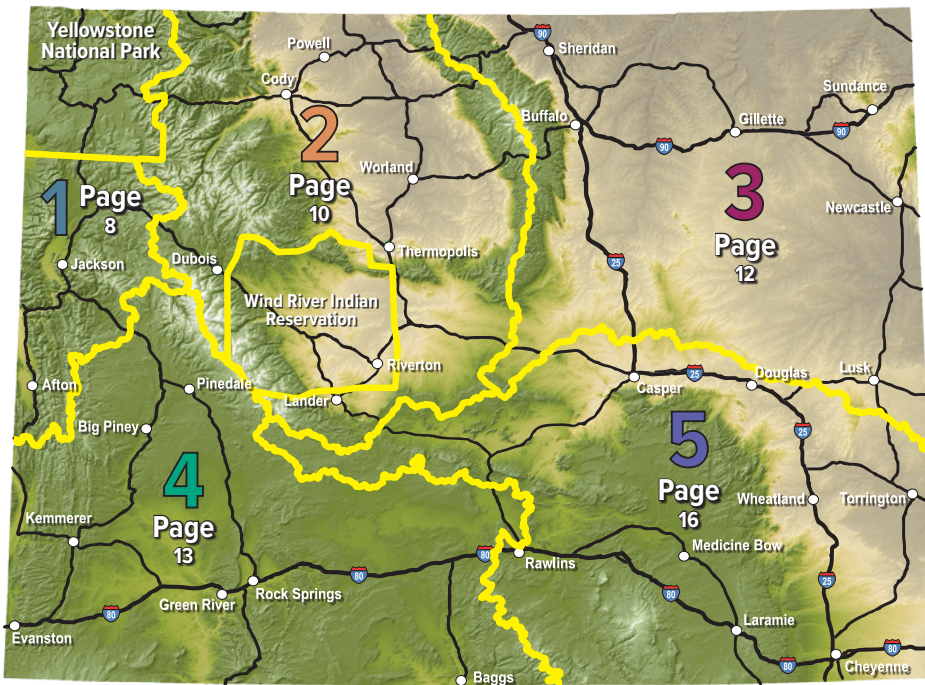 Yellowstone
National Park
Powell
90
Sheridan
Cody
Sundance
2
Page
10
Buffalo
Gillette
90
90
Worland
1 Page
8
3
Page
12
Newcastle
Thermopolis
Jackson
Dubois
25
Wind River Indian
Reservation
Riverton
Afton
Pinedale
Lander
Casper
25
Douglas
Lusk
Big Piney
25
4
Page
13
5
Page
16
Wheatland
Torrington
Kemmerer
80
Rawlins
Medicine Bow
80
Rock Springs
Green River
80
25
80
Evanston
Laramie
80
80
Cheyenne
Baggs